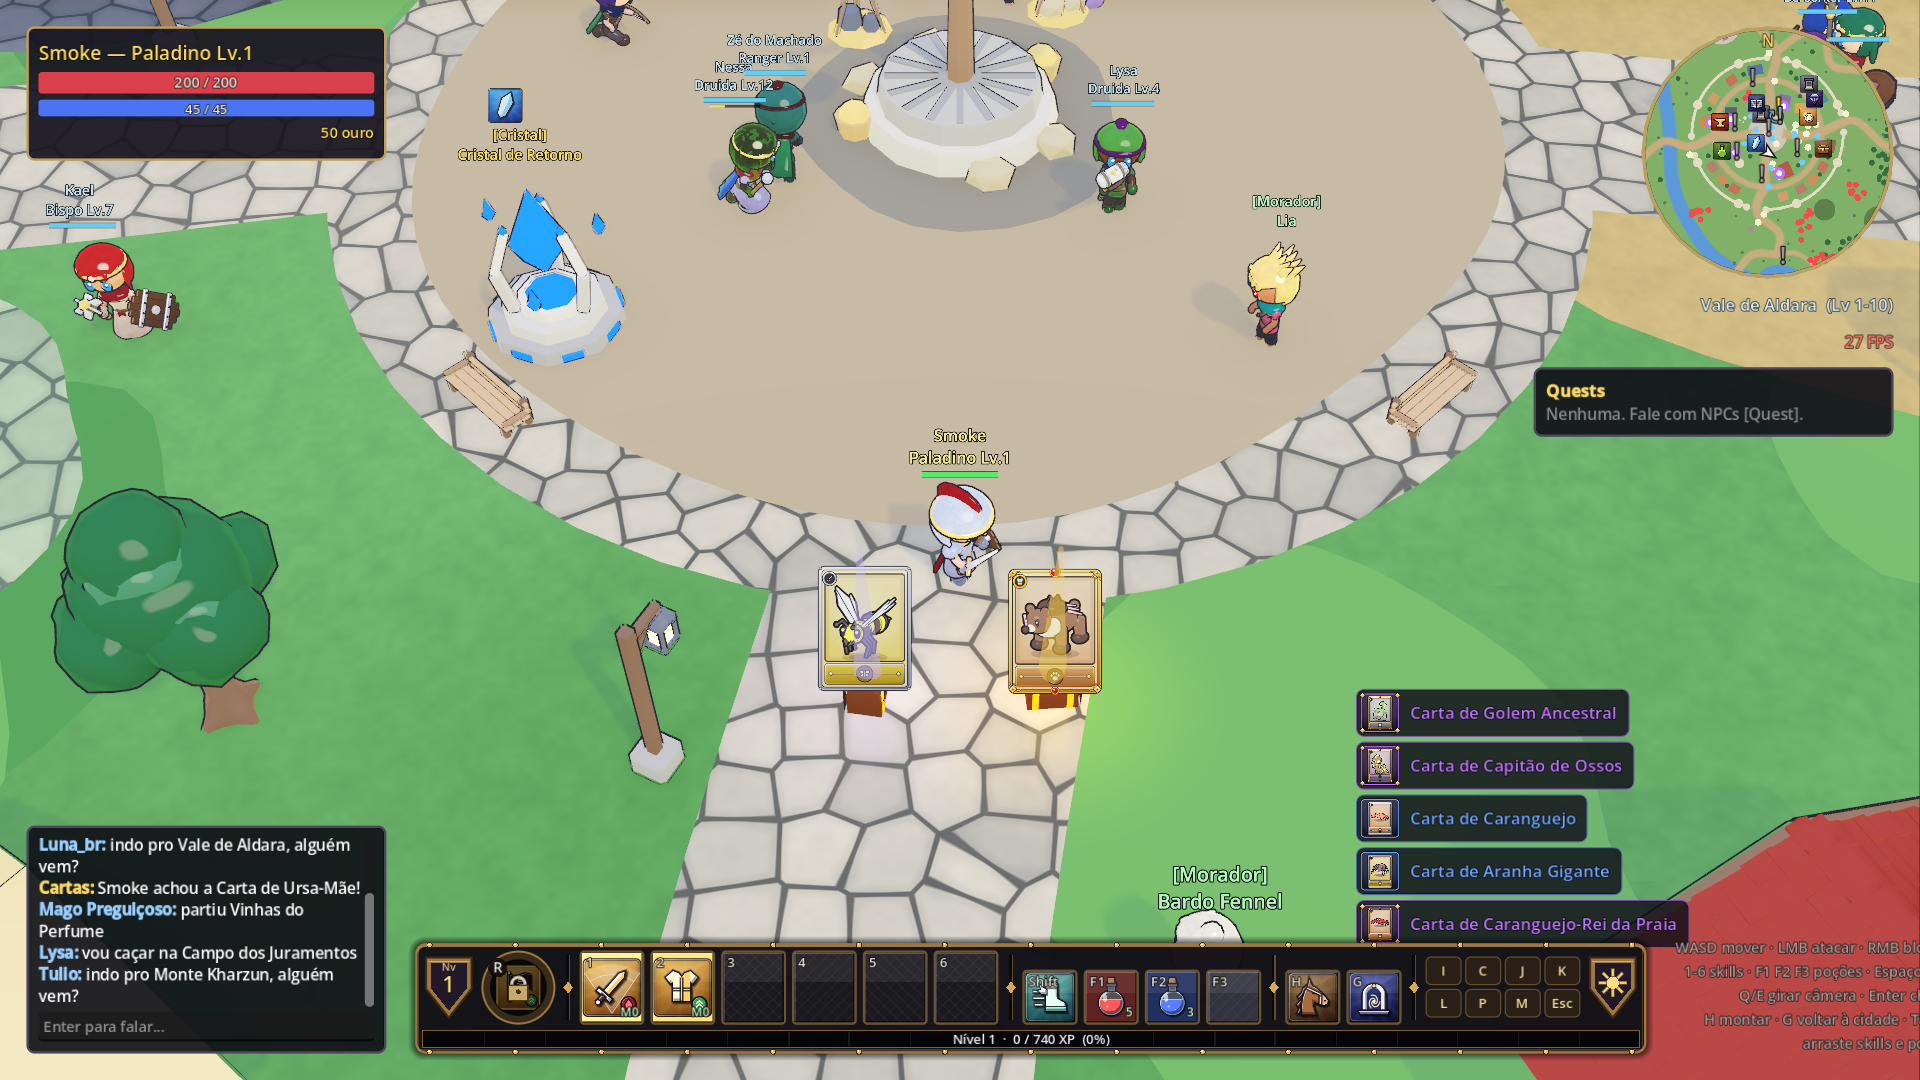 Smoke — Paladino Lv.1
200 / 200
45 / 45
50 ouro
Kael
Bispo Lv.7
[Cristal]
Cristal de Retorno
Zé do Machado
Ranger Lv.1
Nessa
Druida Lv.12
Lysa
Druida Lv.4
[Morador]
Lia
N
Vale de Aldara (Lv 1-10)
27 FPS
Quests
Nenhuma. Fale com NPCs [Quest].
Smoke
Paladino Lv.1
Carta de Golem Ancestral
Carta de Capitão de Ossos
Carta de Caranguejo
Carta de Aranha Gigante
Carta de Caranguejo-Rei da Praia
[Morador]
Bardo Fennel
Luna_br: indo pro Vale de Aldara, alguém
vem?
Cartas: Smoke achou a Carta de Ursa-Mãe!
Mago Preguiçoso: partiu Vinhas do
Perfume
Lysa: vou caçar na Campo dos Juramentos
Tulio: indo pro Monte Kharzun, alguém
vem?
Enter para falar...
Nv
1
R
1
M0
2
M0
3
4
5
6
Shift
F1
5
F2
3
F3
H
G
I C J K
L P M Esc
Nível 1 · 0 / 740 XP (0%)
WASD mover · LMB atacar · RMB
1-6 skills · F1 F2 F3 poções ·
Q/E girar câmera · Enter
H montar · G voltar à cidade ·
arraste skills e